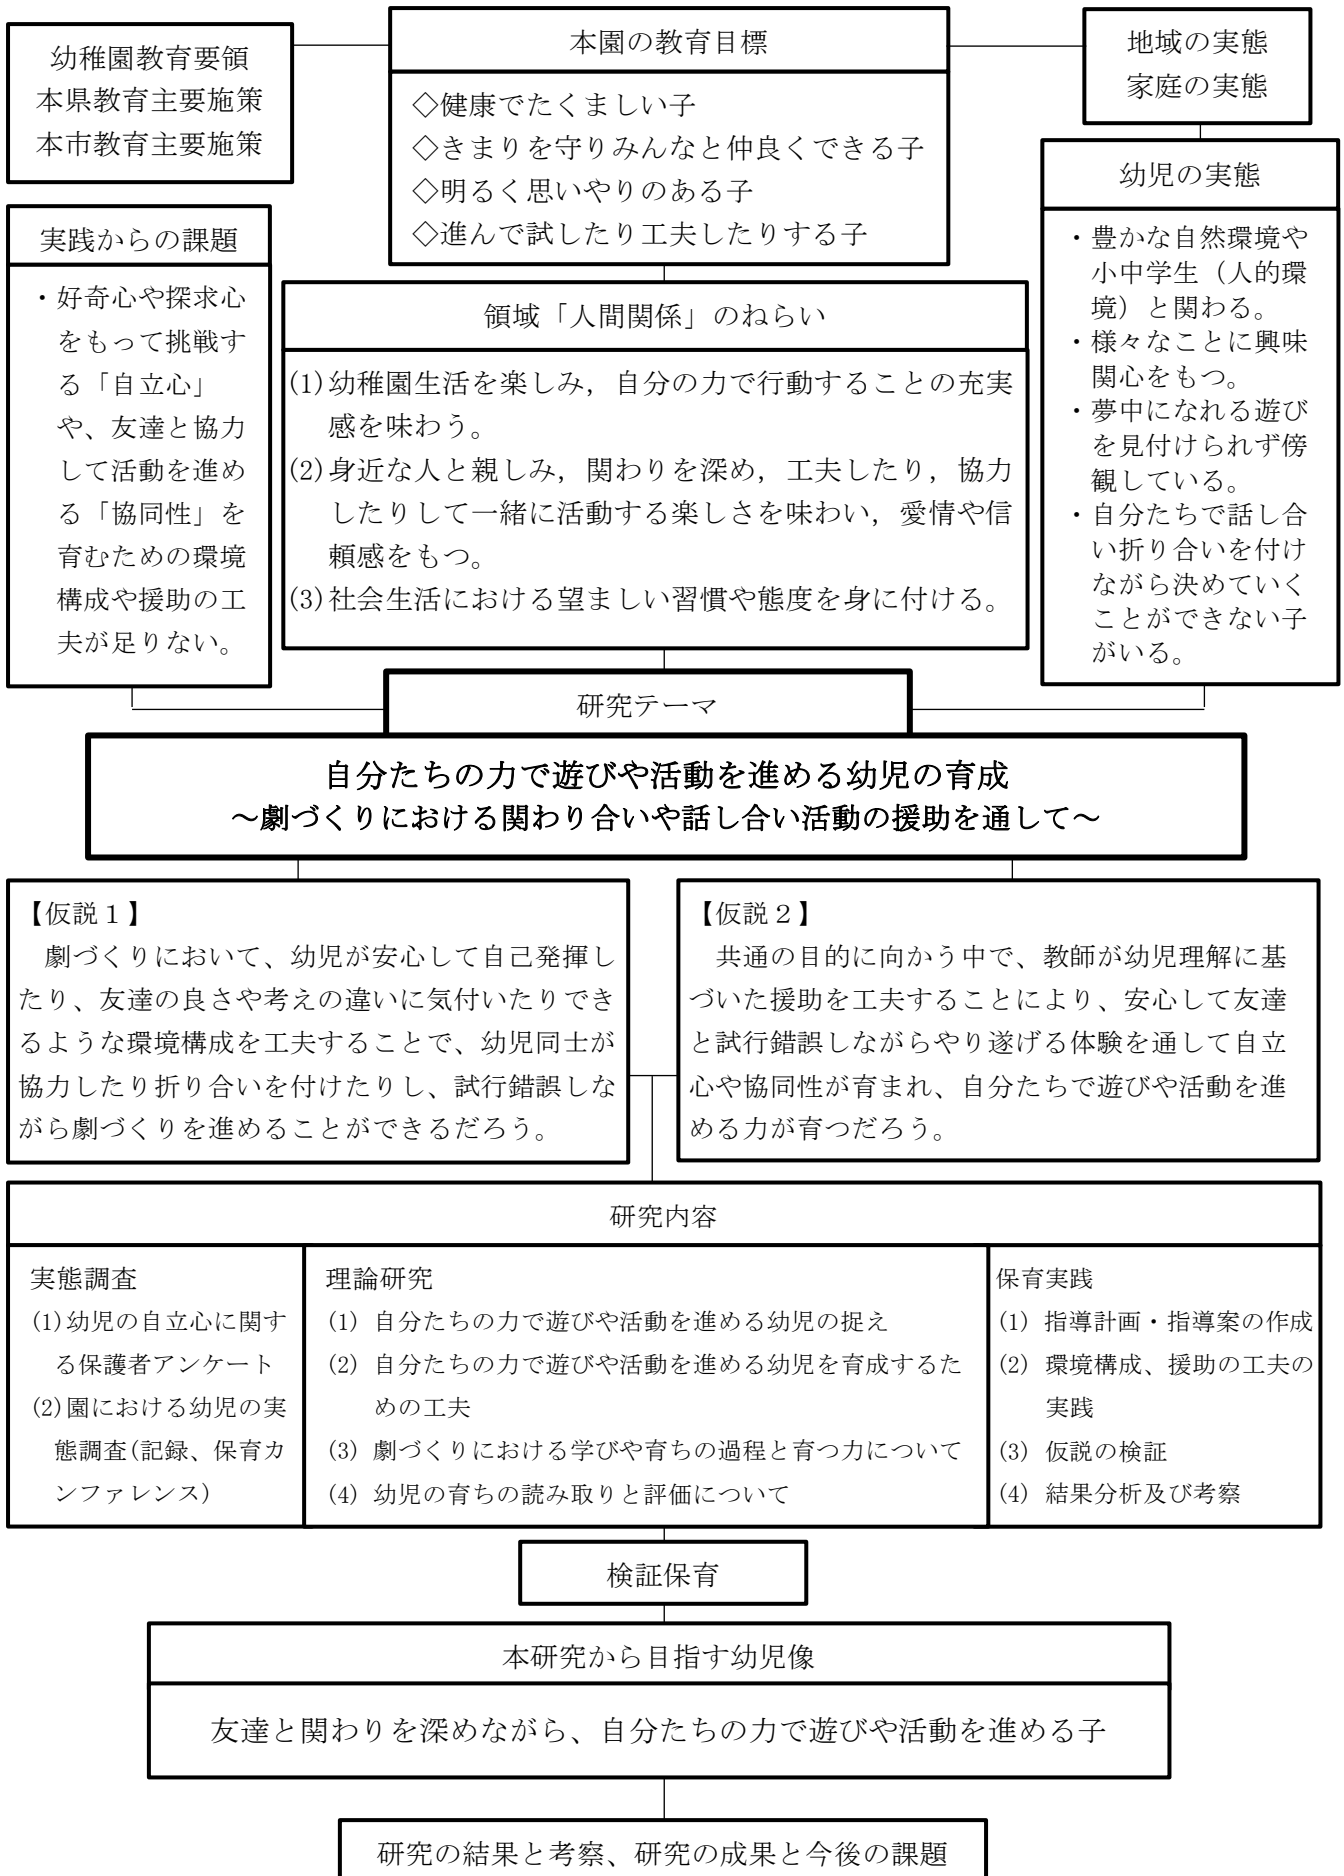 幼稚園教育要領
本県教育主要施策
本市教育主要施策
本園の教育目標
◇健康でたくましい子
◇きまりを守りみんなと仲良くできる子
◇明るく思いやりのある子
◇進んで試したり工夫したりする子
地域の実態
家庭の実態
幼児の実態
・豊かな自然環境や
小中学生（人的環
境）と関わる。
・様々なことに興味
関心をもつ。
・夢中になれる遊び
を見付けられず傍
観している。
・自分たちで話し合
い折り合いを付け
ながら決めていく
ことができない子
がいる。
実践からの課題
・好奇心や探求心
をもって挑戦す
る「自立心」
や、友達と協力
して活動を進め
る「協同性」を
育むための環境
構成や援助の工
夫が足りない。
領域「人間関係」のねらい
(1)幼稚園生活を楽しみ，自分の力で行動することの充実
感を味わう。
(2)身近な人と親しみ，関わりを深め，工夫したり，協力
したりして一緒に活動する楽しさを味わい，愛情や信
頼感をもつ。
(3)社会生活における望ましい習慣や態度を身に付ける。
研究テーマ
自分たちの力で遊びや活動を進める幼児の育成
～劇づくりにおける関わり合いや話し合い活動の援助を通して～
【仮説１】
劇づくりにおいて、幼児が安心して自己発揮し
たり、友達の良さや考えの違いに気付いたりでき
るような環境構成を工夫することで、幼児同士が
協力したり折り合いを付けたりし、試行錯誤しな
がら劇づくりを進めることができるだろう。
【仮説２】
共通の目的に向かう中で、教師が幼児理解に基
づいた援助を工夫することにより、安心して友達
と試行錯誤しながらやり遂げる体験を通して自立
心や協同性が育まれ、自分たちで遊びや活動を進
める力が育つだろう。
研究内容
実態調査
(1)幼児の自立心に関す
る保護者アンケート
(2)園における幼児の実
態調査(記録、保育カ
ンファレンス)
理論研究
(1) 自分たちの力で遊びや活動を進める幼児の捉え
(2) 自分たちの力で遊びや活動を進める幼児を育成するた
めの工夫
(3) 劇づくりにおける学びや育ちの過程と育つ力について
(4) 幼児の育ちの読み取りと評価について
保育実践
(1) 指導計画・指導案の作成
(2) 環境構成、援助の工夫の
実践
(3) 仮説の検証
(4) 結果分析及び考察
検証保育
本研究から目指す幼児像
友達と関わりを深めながら、自分たちの力で遊びや活動を進める子
研究の結果と考察、研究の成果と今後の課題